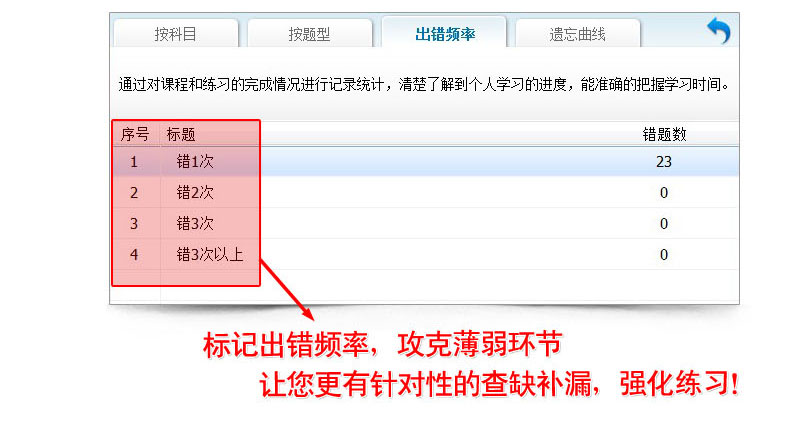 按科目 按题型 出错频率 遗忘曲线
通过对课程和练习的完成情况进行记录统计，清楚了解到个人学习的进度，能准确的把握学习时间。
序号 标题 错题数
1 错1次 23
2 错2次 0
3 错3次 0
4 错3次以上 0
标记出错频率，攻克薄弱环节
让您更有针对性的查缺补漏，强化练习!